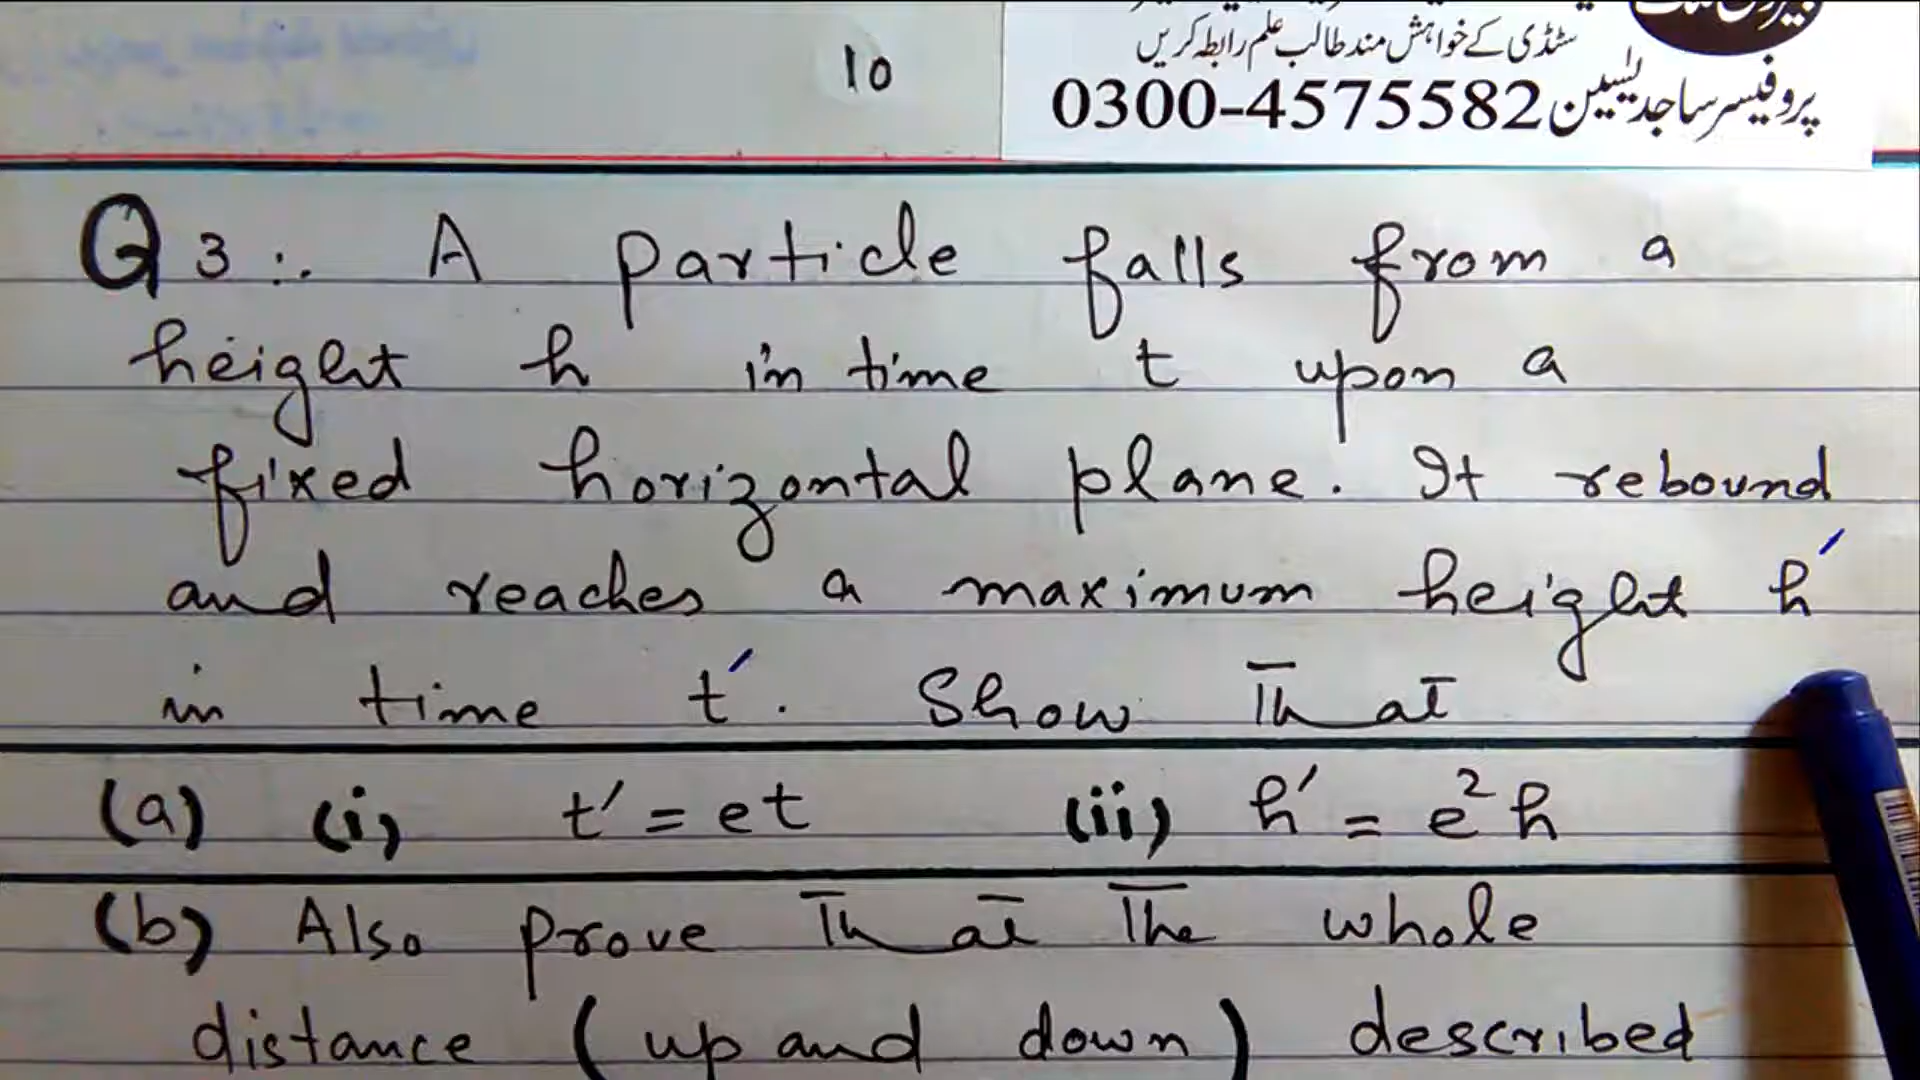 10
سٹڈی کے خواہش مند طالب علم رابطہ کریں
پروفیسر ساجد یٰسین 0300-4575582
Q3:. A particle falls from a
height h in time t upon a
fixed horizontal plane. It rebound
and reaches a maximum height h′
in time t′. Show That
(a) (i) t′ = et (ii) h′ = e²h
(b) Also prove That The whole
distance (up and down) described